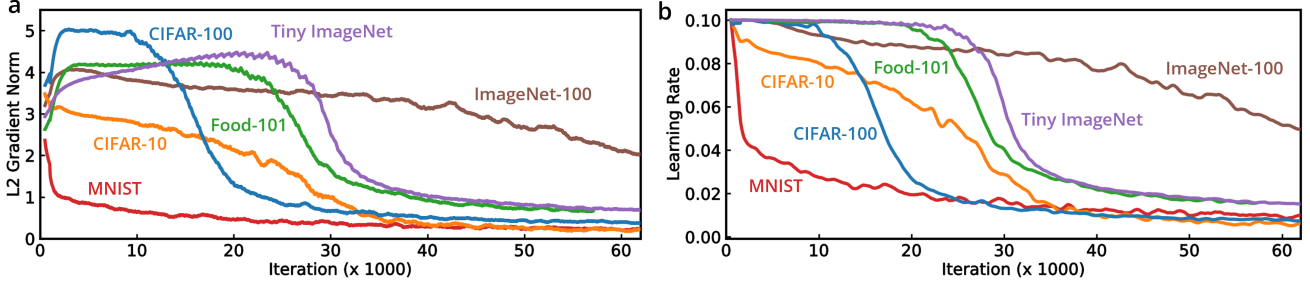 a
L2 Gradient Norm
5
4
3
2
1
0
CIFAR-100
Tiny ImageNet
ImageNet-100
Food-101
CIFAR-10
MNIST
0 10 20 30 40 50 60
Iteration (x 1000)
b
Learning Rate
0.10
0.08
0.06
0.04
0.02
0.00
ImageNet-100
Food-101
CIFAR-10
Tiny ImageNet
CIFAR-100
MNIST
0 10 20 30 40 50 60
Iteration (x 1000)